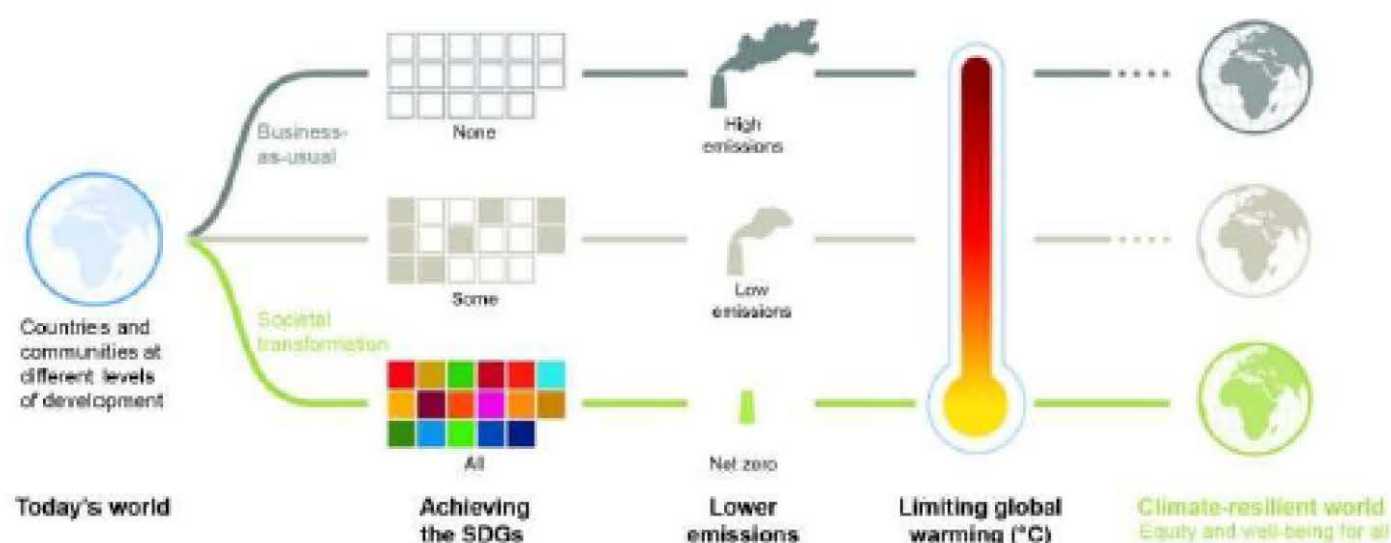 Business-
as-usual
None
High
emissions
Countries and
communities at
different levels
of development
Some
Low
emissions
Societal
transformation
All
Net zero
Today's world
Achieving
the SDGs
Lower
emissions
Limiting global
warming (°C)
Climate-resilient world
Equity and well-being for all